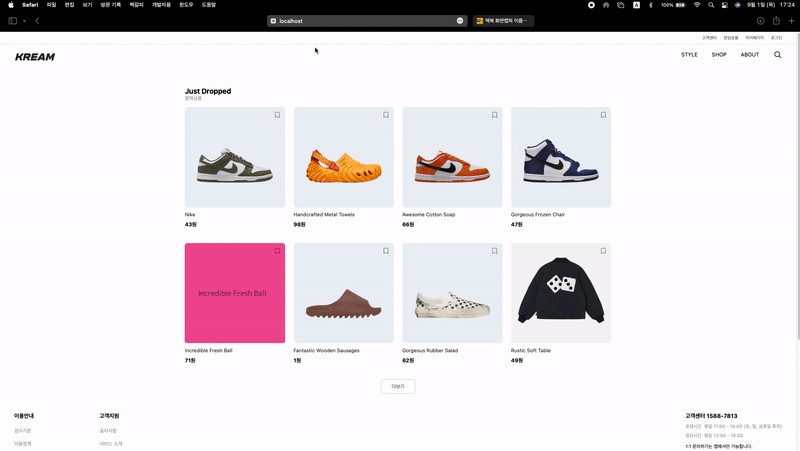 Safari 파일 편집 보기 방문 기록 책갈피 개발자용 윈도우 도움말
A 100% 9월 1일 (목) 17:24
localhost
맥북 화면캡쳐 이름…
고객센터 관심상품 마이페이지 로그인
KREAM
STYLE SHOP ABOUT
Just Dropped
발매상품
Nike
43원
Handcrafted Metal Towels
98원
Awesome Cotton Soap
66원
Gorgeous Frozen Chair
47원
Incredible Fresh Ball
Incredible Fresh Ball
71원
Fantastic Wooden Sausages
1원
Gorgeous Rubber Salad
62원
Rustic Soft Table
49원
더보기
이용안내
검수기준
이용정책
고객지원
공지사항
서비스 소개
고객센터 1588-7813
운영시간 평일 11:00 - 18:00 (토, 일, 공휴일 휴무)
점심시간 평일 13:00 - 14:00
1:1 문의하기는 앱에서만 가능합니다.